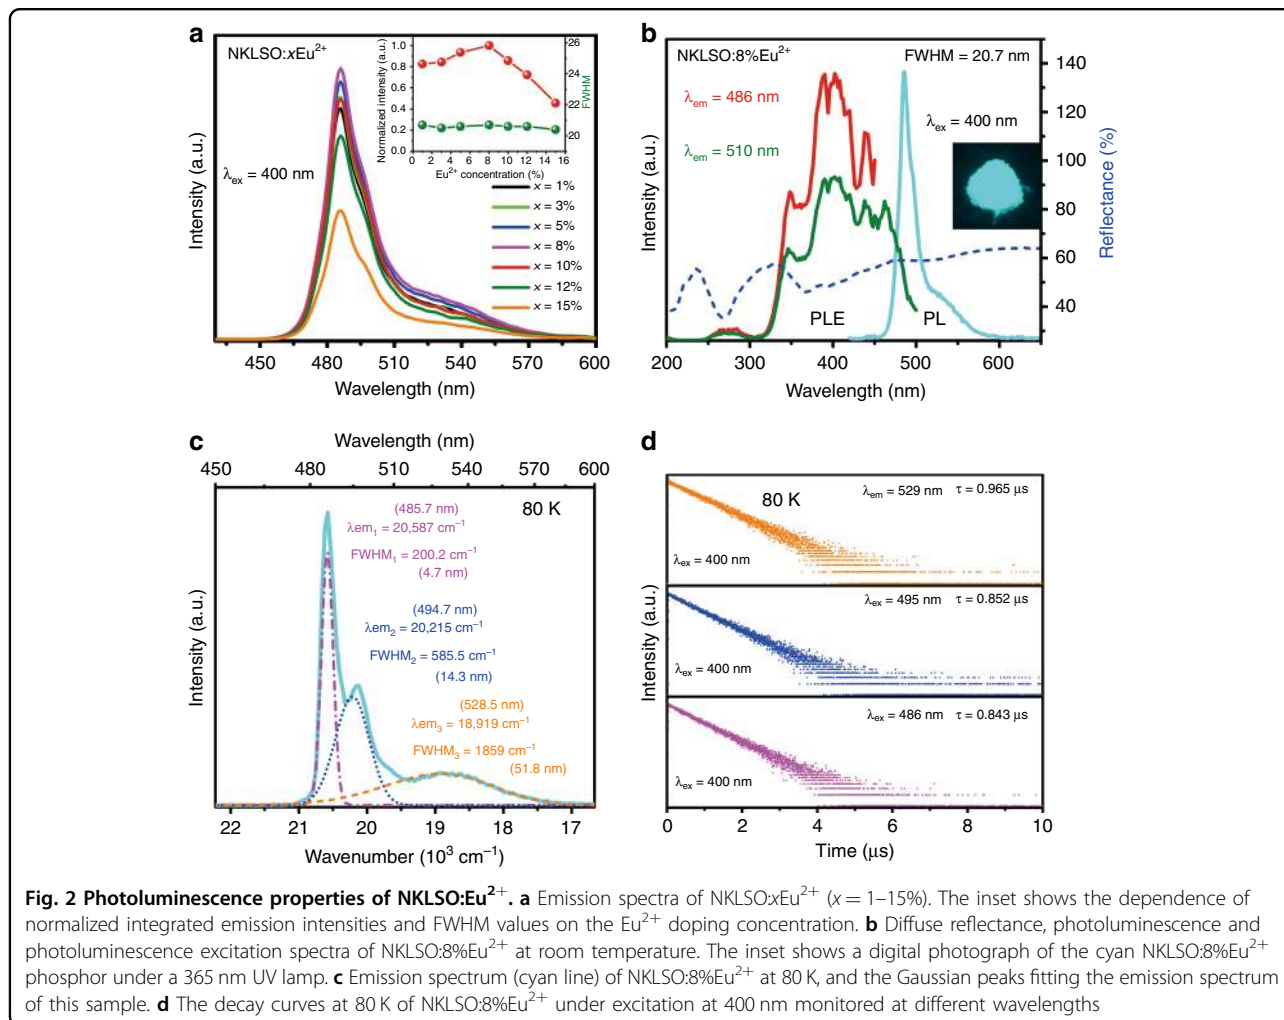 a
NKLSO:xEu²⁺
λex = 400 nm
Intensity (a.u.)
Wavelength (nm)
450 480 510 540 570 600
Normalized intensity (a.u.)
1.0
0.8
0.6
0.4
0.2
0.0
FWHM
26
24
22
20
0 2 4 6 8 10 12 14 16
Eu²⁺ concentration (%)
x = 1%
x = 3%
x = 5%
x = 8%
x = 10%
x = 12%
x = 15%
b
NKLSO:8%Eu²⁺
FWHM = 20.7 nm
λem = 486 nm
λem = 510 nm
λex = 400 nm
PLE
PL
Intensity (a.u.)
Reflectance (%)
140
120
100
80
60
40
200 300 400 500 600
Wavelength (nm)
c
Wavelength (nm)
450 480 510 540 570 600
80 K
(485.7 nm)
λem₁ = 20,587 cm⁻¹
FWHM₁ = 200.2 cm⁻¹
(4.7 nm)
(494.7 nm)
λem₂ = 20,215 cm⁻¹
FWHM₂ = 585.5 cm⁻¹
(14.3 nm)
(528.5 nm)
λem₃ = 18,919 cm⁻¹
FWHM₃ = 1859 cm⁻¹
(51.8 nm)
Intensity (a.u.)
22 21 20 19 18 17
Wavenumber (10³ cm⁻¹)
d
80 K
λem = 529 nm τ = 0.965 μs
λex = 400 nm
λex = 495 nm τ = 0.852 μs
λex = 400 nm
λex = 486 nm τ = 0.843 μs
λex = 400 nm
Intensity (a.u.)
0 2 4 6 8 10
Time (μs)
Fig. 2 Photoluminescence properties of NKLSO:Eu²⁺. a Emission spectra of NKLSO:xEu²⁺ (x = 1–15%). The inset shows the dependence of
normalized integrated emission intensities and FWHM values on the Eu²⁺ doping concentration. b Diffuse reflectance, photoluminescence and
photoluminescence excitation spectra of NKLSO:8%Eu²⁺ at room temperature. The inset shows a digital photograph of the cyan NKLSO:8%Eu²⁺
phosphor under a 365 nm UV lamp. c Emission spectrum (cyan line) of NKLSO:8%Eu²⁺ at 80 K, and the Gaussian peaks fitting the emission spectrum
of this sample. d The decay curves at 80 K of NKLSO:8%Eu²⁺ under excitation at 400 nm monitored at different wavelengths